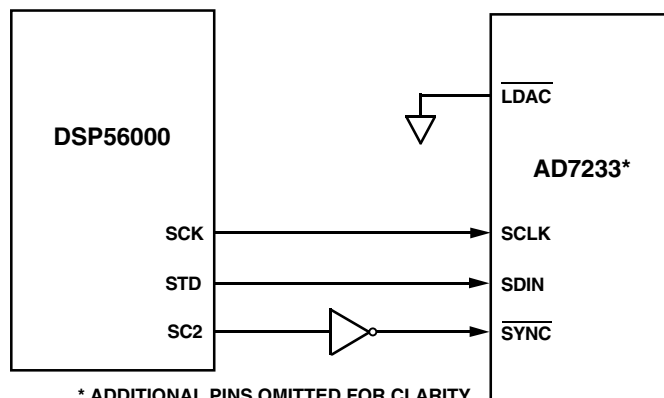 LDAC
DSP56000
AD7233*
SCK
SCLK
STD
SDIN
SC2
SYNC
* ADDITIONAL PINS OMITTED FOR CLARITY